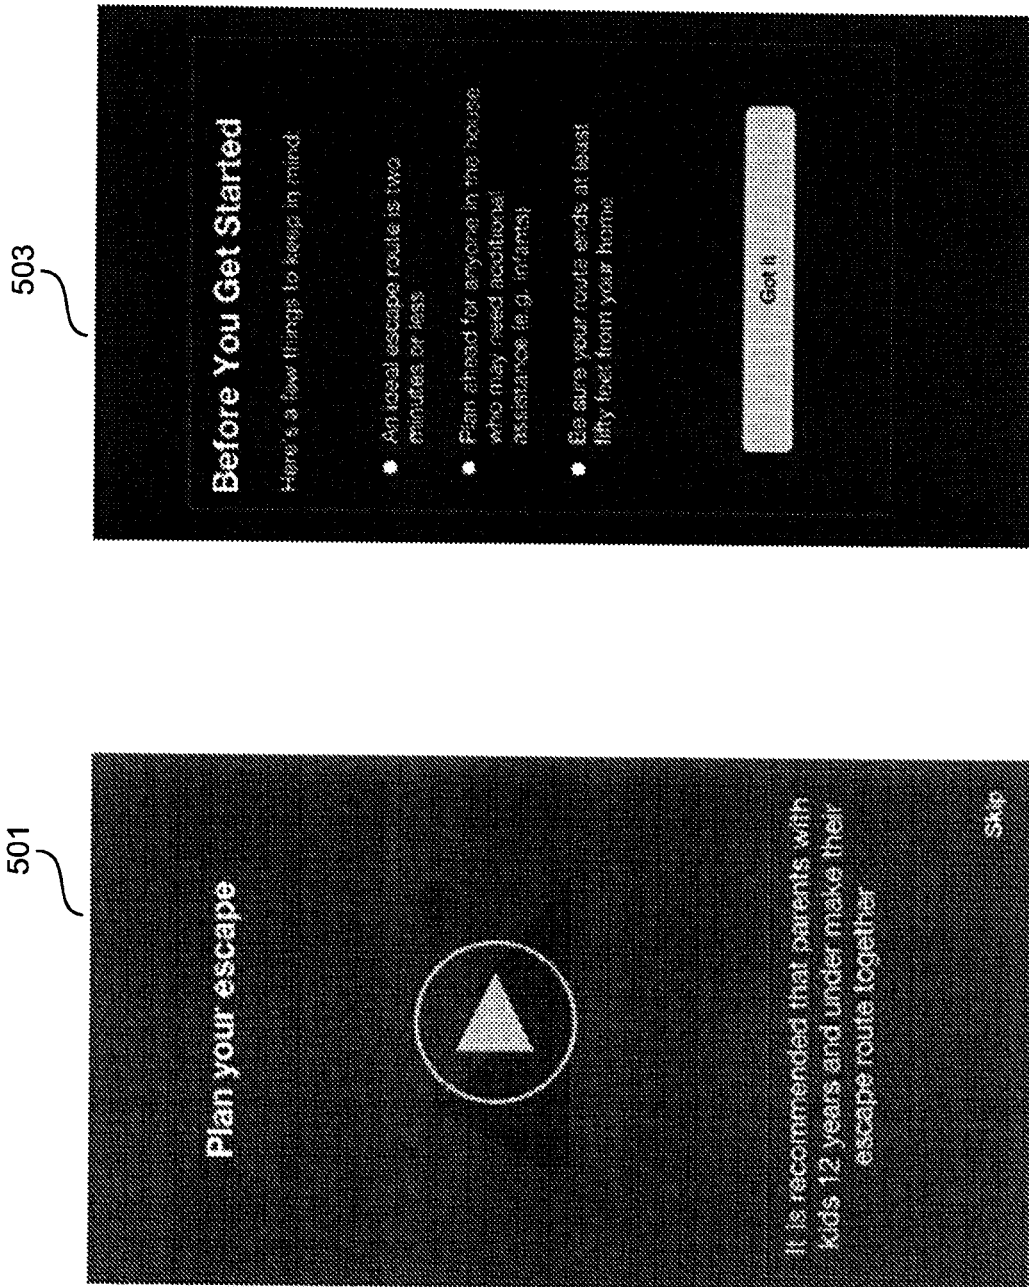 501
Plan your escape
It is recommended that parents with
kids 12 years and under make their
escape route together
Skip
503
Before You Get Started
Here's a few things to keep in mind
An ideal escape route is two
minutes or less
Plan ahead for anyone in the house
who may need additional
assistance (e.g. infants)
Be sure your route ends at least
fifty feet from your home
Got It